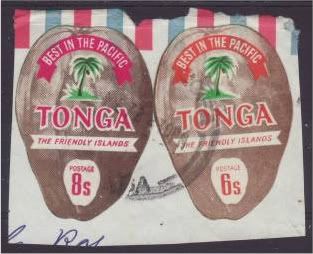 BEST IN THE PACIFIC
TONGA
THE FRIENDLY ISLANDS
POSTAGE
8s
BEST IN THE PACIFIC
TONGA
THE FRIENDLY ISLANDS
POSTAGE
6s